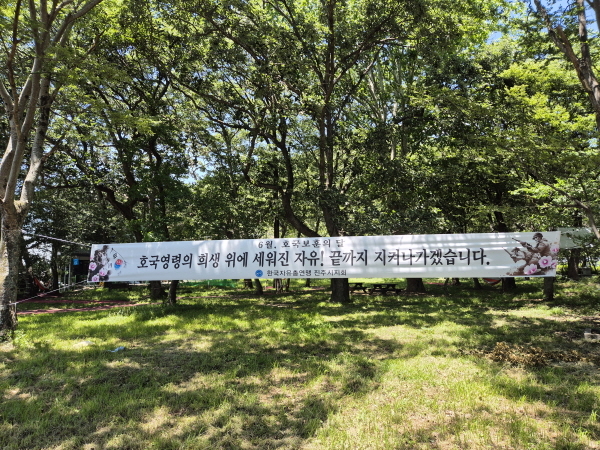 6월, 호국보훈의 달
호국영령의 희생 위에 세워진 자유! 끝까지 지켜나가겠습니다.
한국자유총연맹 전주시지회